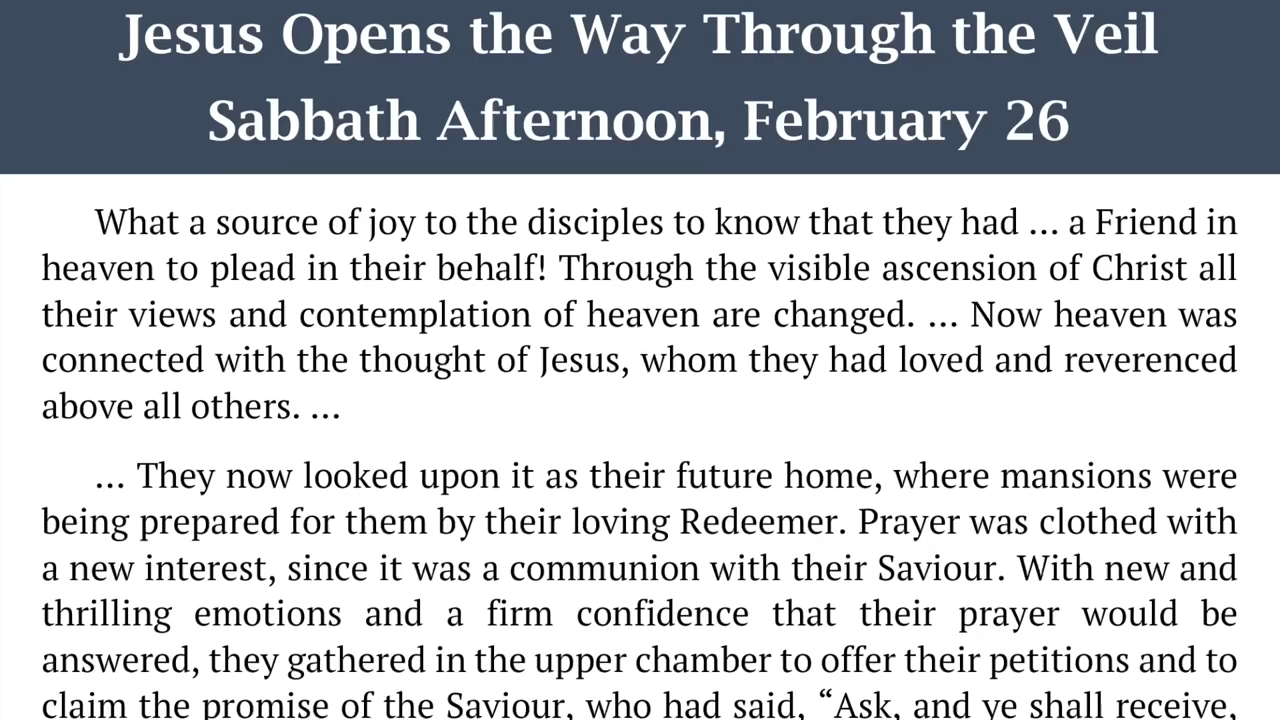 Jesus Opens the Way Through the Veil
Sabbath Afternoon, February 26
What a source of joy to the disciples to know that they had … a Friend in
heaven to plead in their behalf! Through the visible ascension of Christ all
their views and contemplation of heaven are changed. … Now heaven was
connected with the thought of Jesus, whom they had loved and reverenced
above all others. …
… They now looked upon it as their future home, where mansions were
being prepared for them by their loving Redeemer. Prayer was clothed with
a new interest, since it was a communion with their Saviour. With new and
thrilling emotions and a firm confidence that their prayer would be
answered, they gathered in the upper chamber to offer their petitions and to
claim the promise of the Saviour, who had said, “Ask, and ye shall receive,